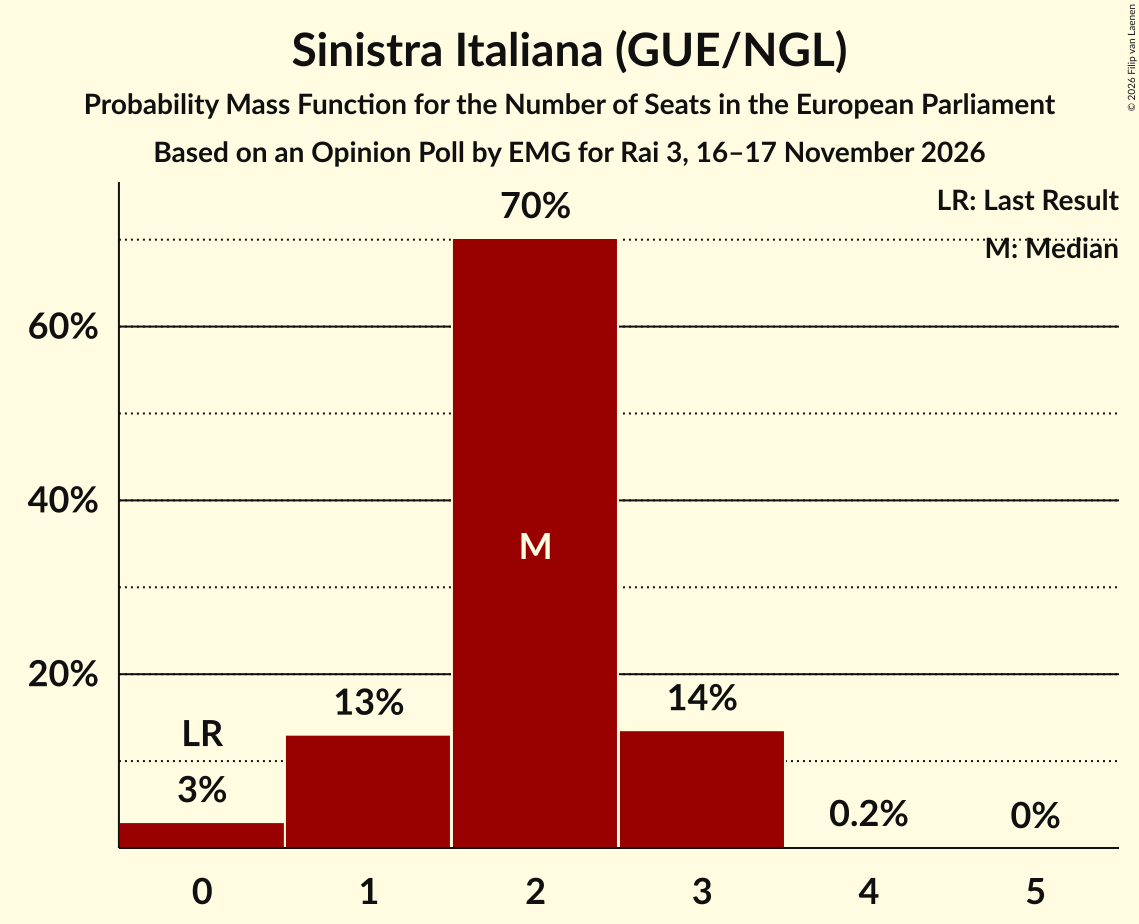 Sinistra Italiana (GUE/NGL)
Probability Mass Function for the Number of Seats in the European Parliament
Based on an Opinion Poll by EMG for Rai 3, 16–17 November 2026
© 2026 Filip van Laenen
LR: Last Result
M: Median
70%
60%
40%
20%
M
LR
3%
13%
14%
0.2%
0%
0 1 2 3 4 5